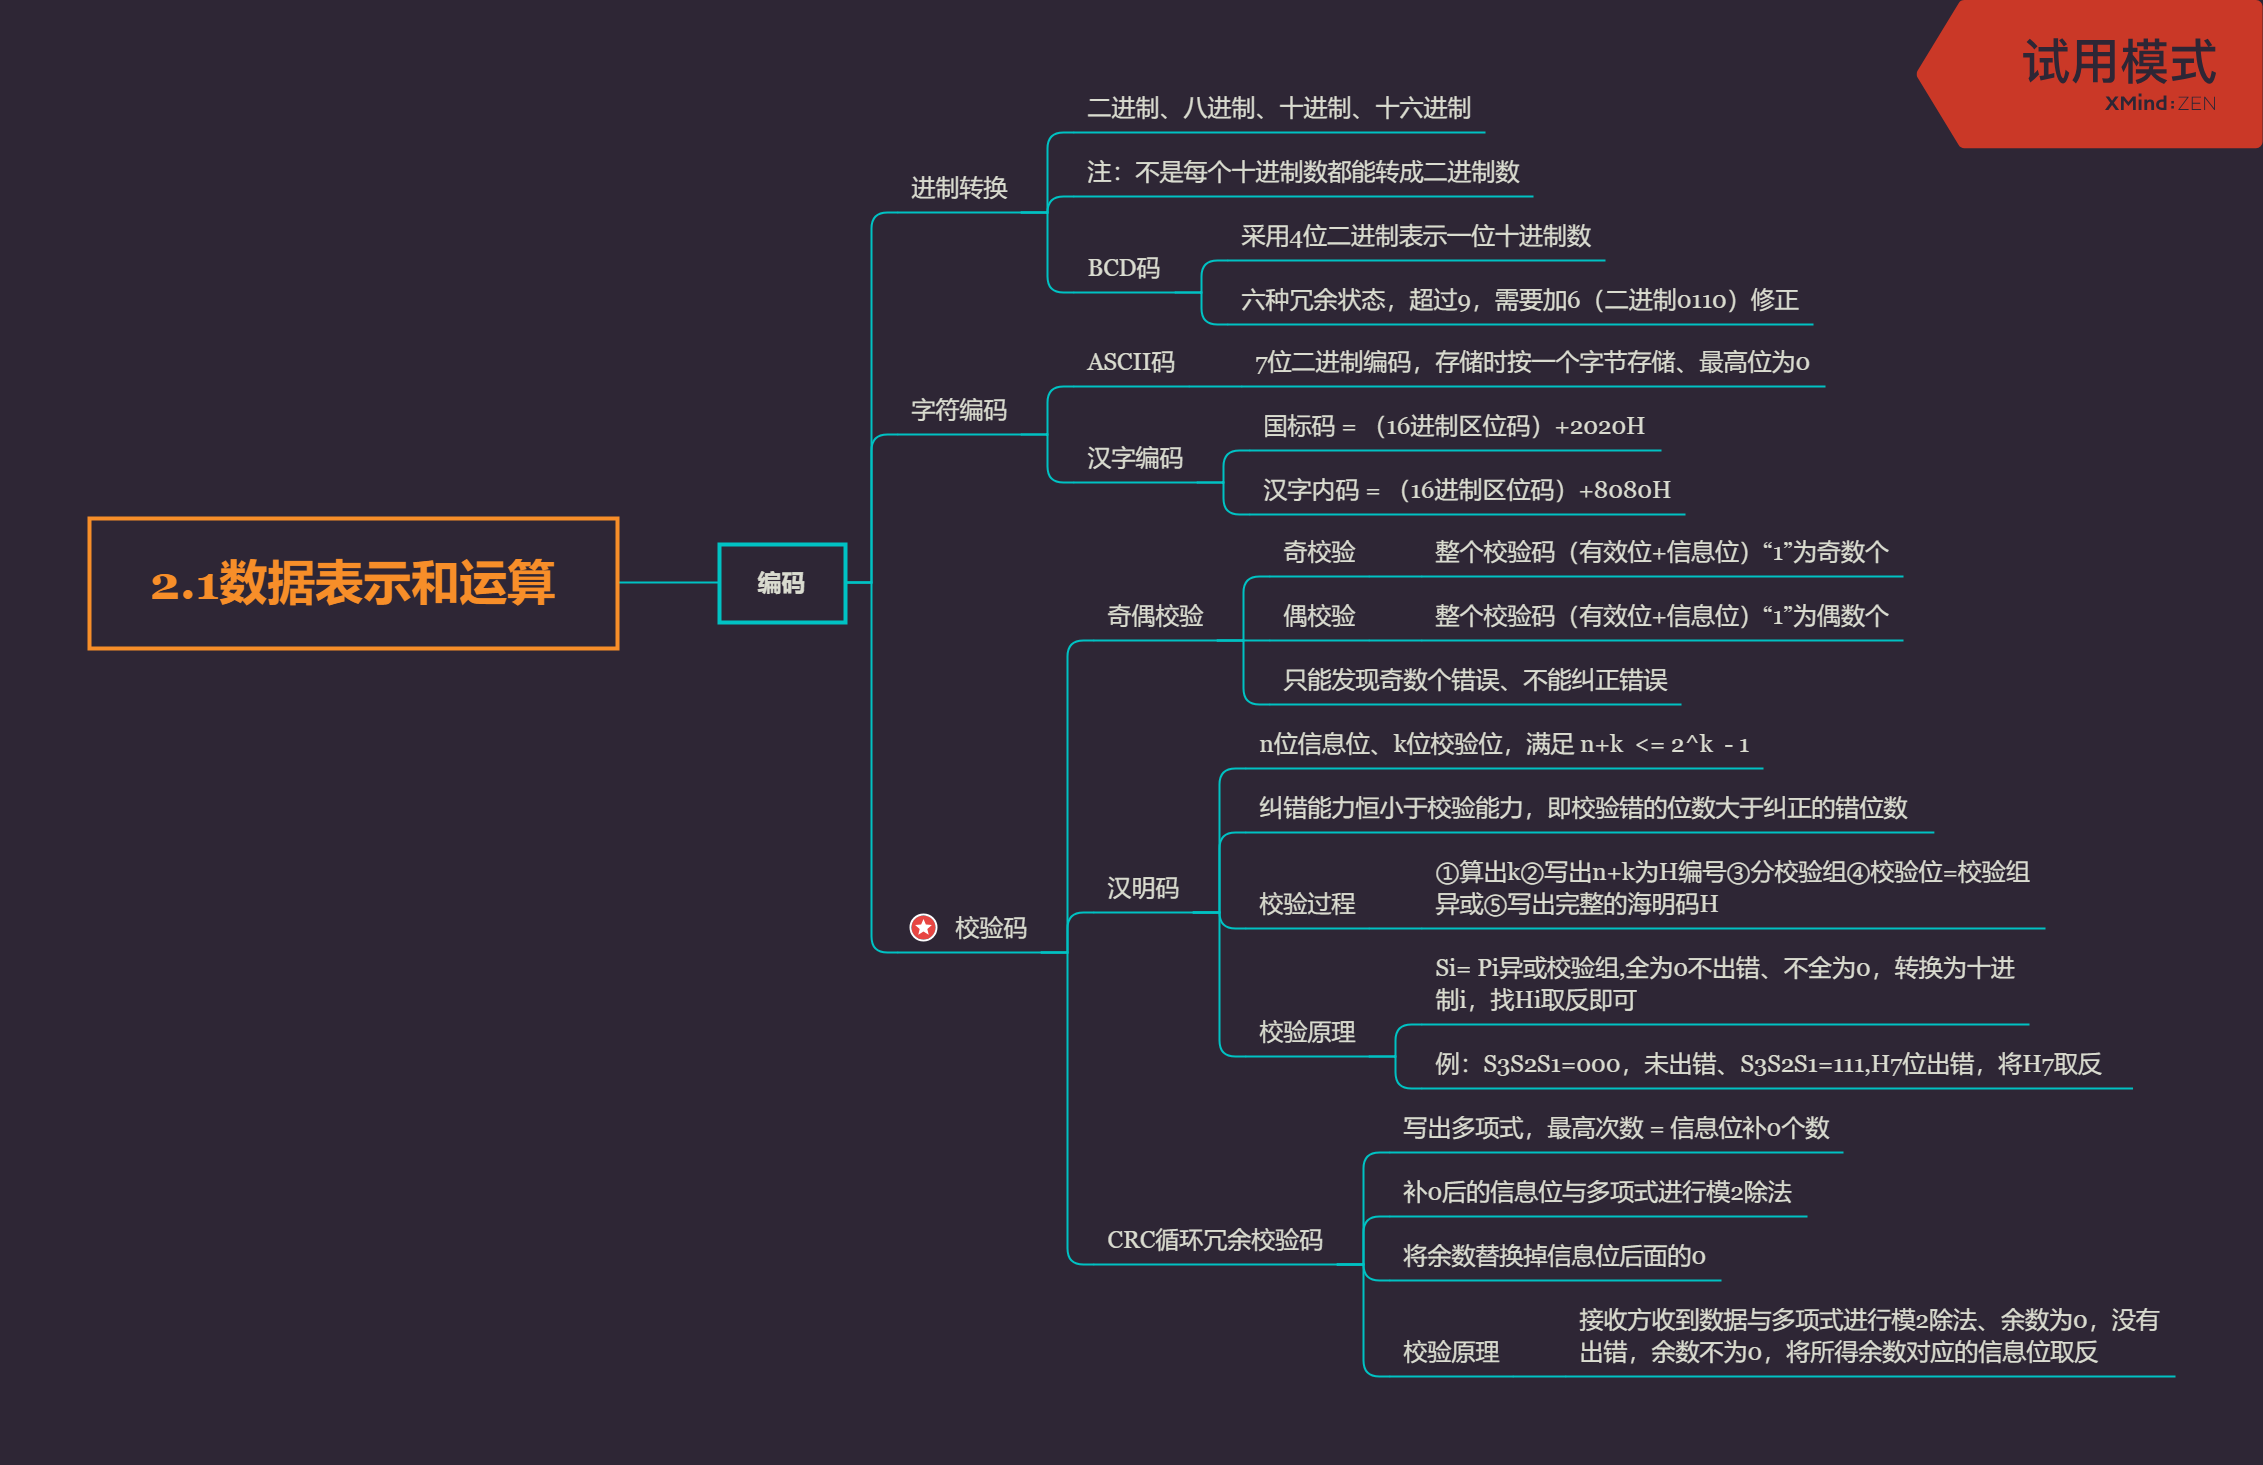 试用模式
XMind:ZEN
2.1数据表示和运算
编码
进制转换
二进制、八进制、十进制、十六进制
注：不是每个十进制数都能转成二进制数
BCD码
采用4位二进制表示一位十进制数
六种冗余状态，超过9，需要加6（二进制0110）修正
字符编码
ASCII码
7位二进制编码，存储时按一个字节存储、最高位为0
汉字编码
国标码 = （16进制区位码）+2020H
汉字内码 = （16进制区位码）+8080H
校验码
奇偶校验
奇校验
整个校验码（有效位+信息位）“1”为奇数个
偶校验
整个校验码（有效位+信息位）“1”为偶数个
只能发现奇数个错误、不能纠正错误
汉明码
n位信息位、k位校验位，满足 n+k <= 2^k - 1
纠错能力恒小于校验能力，即校验错的位数大于纠正的错位数
校验过程
①算出k②写出n+k为H编号③分校验组④校验位=校验组
异或⑤写出完整的海明码H
校验原理
Si= Pi异或校验组,全为0不出错、不全为0，转换为十进
制i，找Hi取反即可
例：S3S2S1=000，未出错、S3S2S1=111,H7位出错，将H7取反
CRC循环冗余校验码
写出多项式，最高次数 = 信息位补0个数
补0后的信息位与多项式进行模2除法
将余数替换掉信息位后面的0
校验原理
接收方收到数据与多项式进行模2除法、余数为0，没有
出错，余数不为0，将所得余数对应的信息位取反